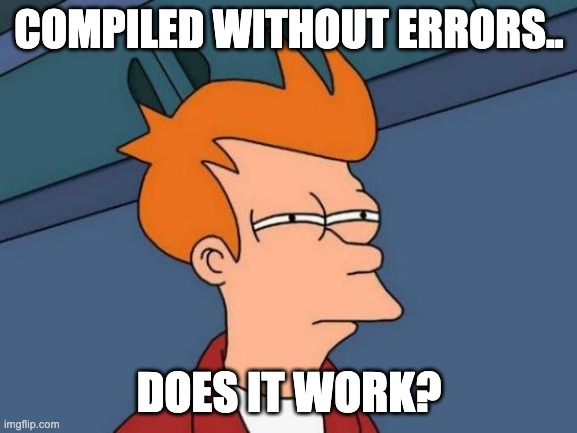 COMPILED WITHOUT ERRORS..
DOES IT WORK?
imgflip.com